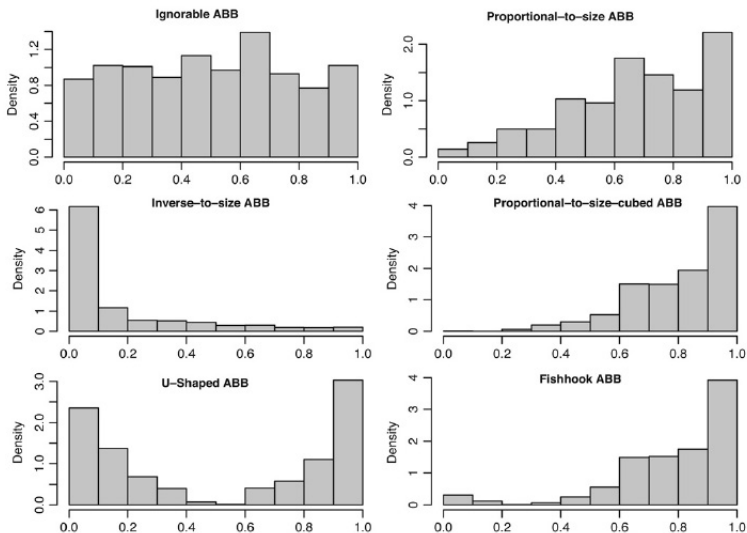 Ignorable ABB
Density
0.0 0.4 0.8 1.2
0.0 0.2 0.4 0.6 0.8 1.0
Proportional–to–size ABB
Density
0.0 1.0 2.0
0.0 0.2 0.4 0.6 0.8 1.0
Inverse–to–size ABB
Density
0 1 2 3 4 5 6
0.0 0.2 0.4 0.6 0.8 1.0
Proportional–to–size–cubed ABB
Density
0 1 2 3 4
0.0 0.2 0.4 0.6 0.8 1.0
U–Shaped ABB
Density
0.0 1.0 2.0 3.0
0.0 0.2 0.4 0.6 0.8 1.0
Fishhook ABB
Density
0 1 2 3 4
0.0 0.2 0.4 0.6 0.8 1.0